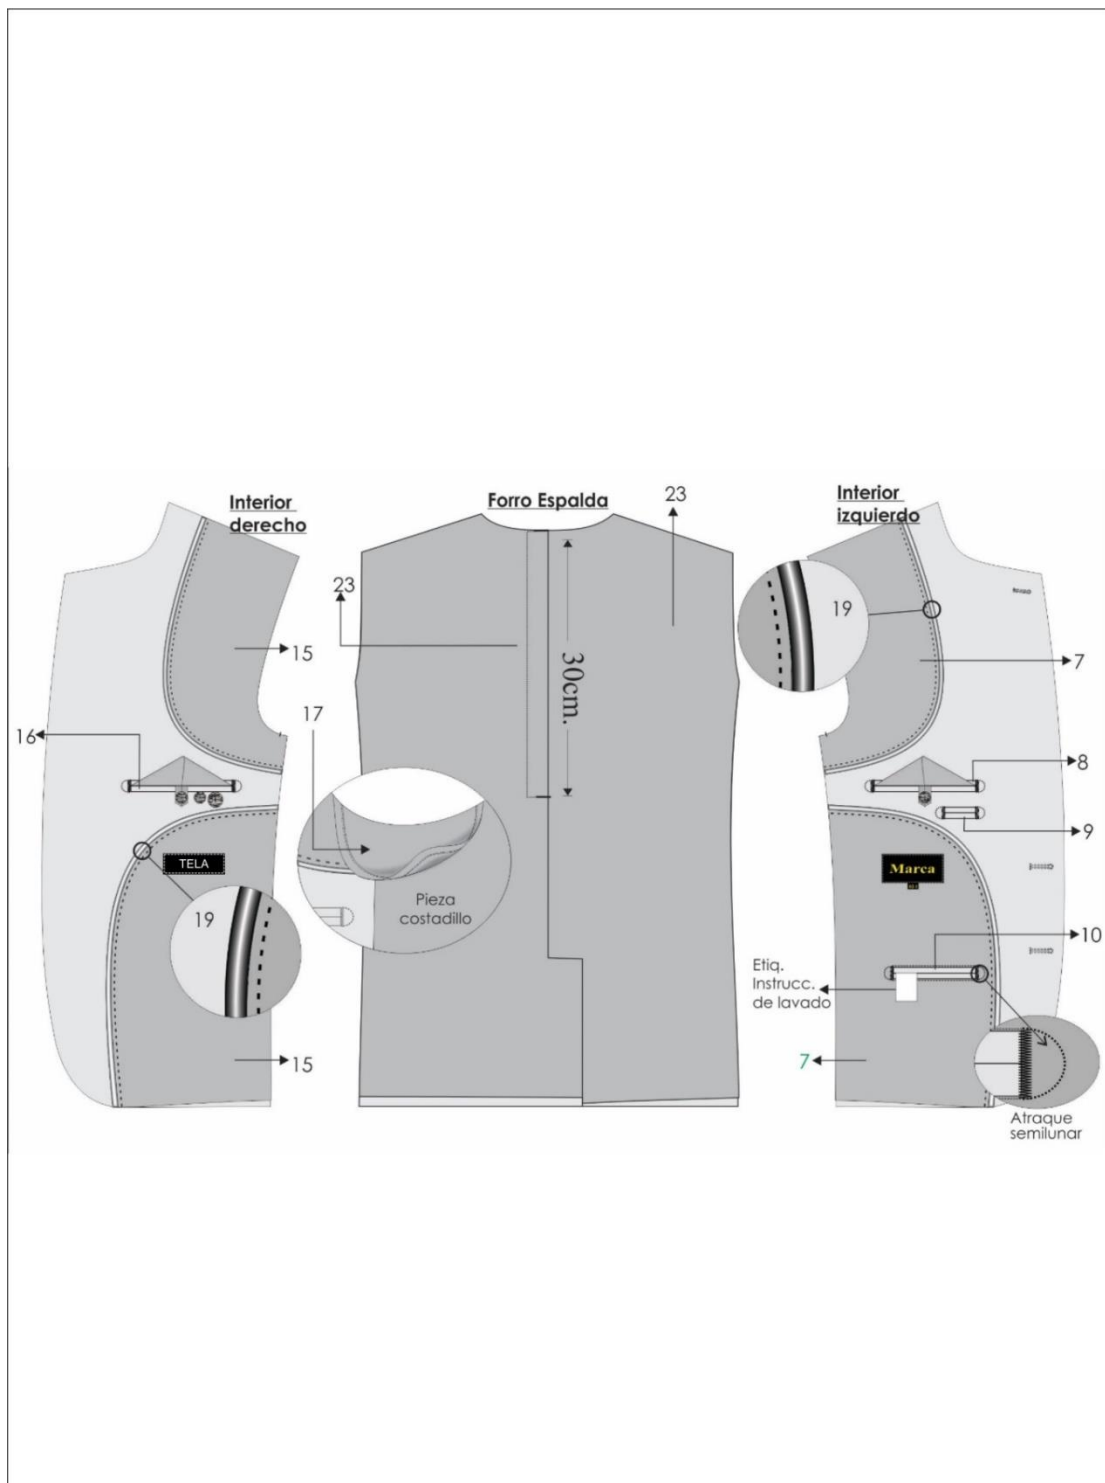 Interior
derecho
15
16
TELA
19
15
Forro Espalda
23
23
30cm.
17
Pieza
costadillo
Interior
izquierdo
19
7
8
9
Marca
10
Etiq.
Instrucc.
de lavado
7
Atraque
semilunar